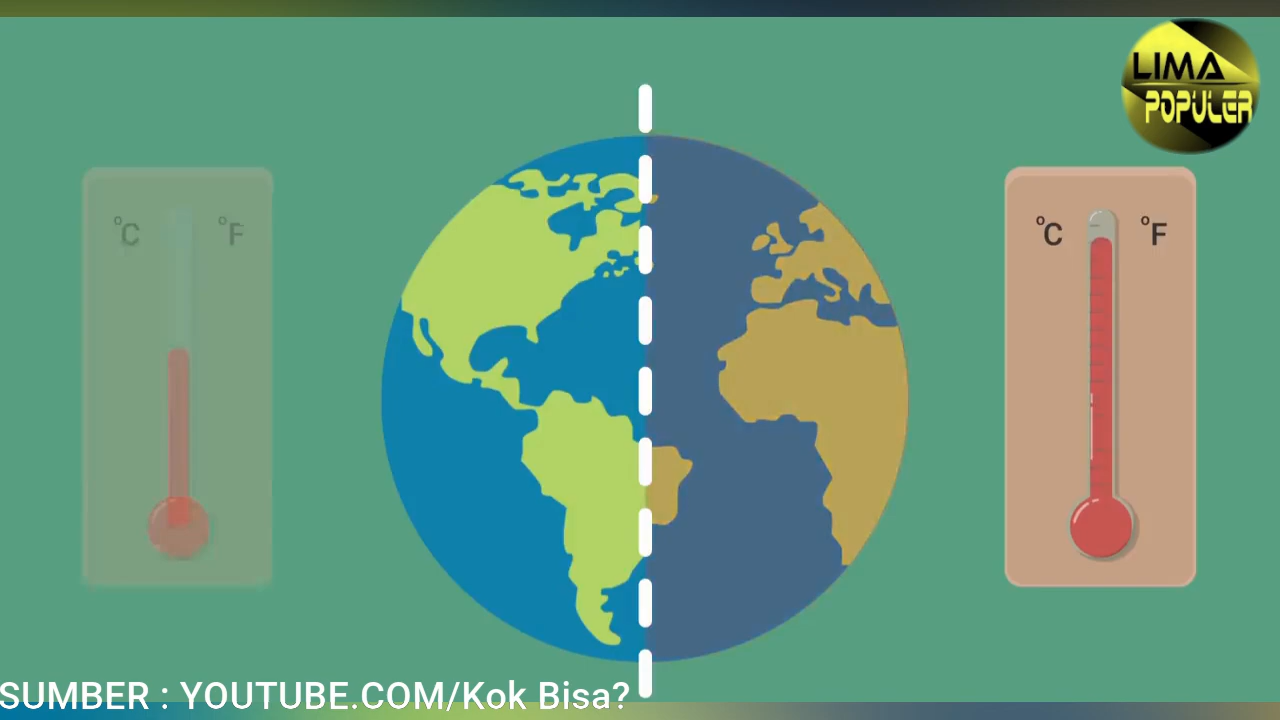 LIMA
POPULER
°C °F
°C °F
SUMBER : YOUTUBE.COM/Kok Bisa?